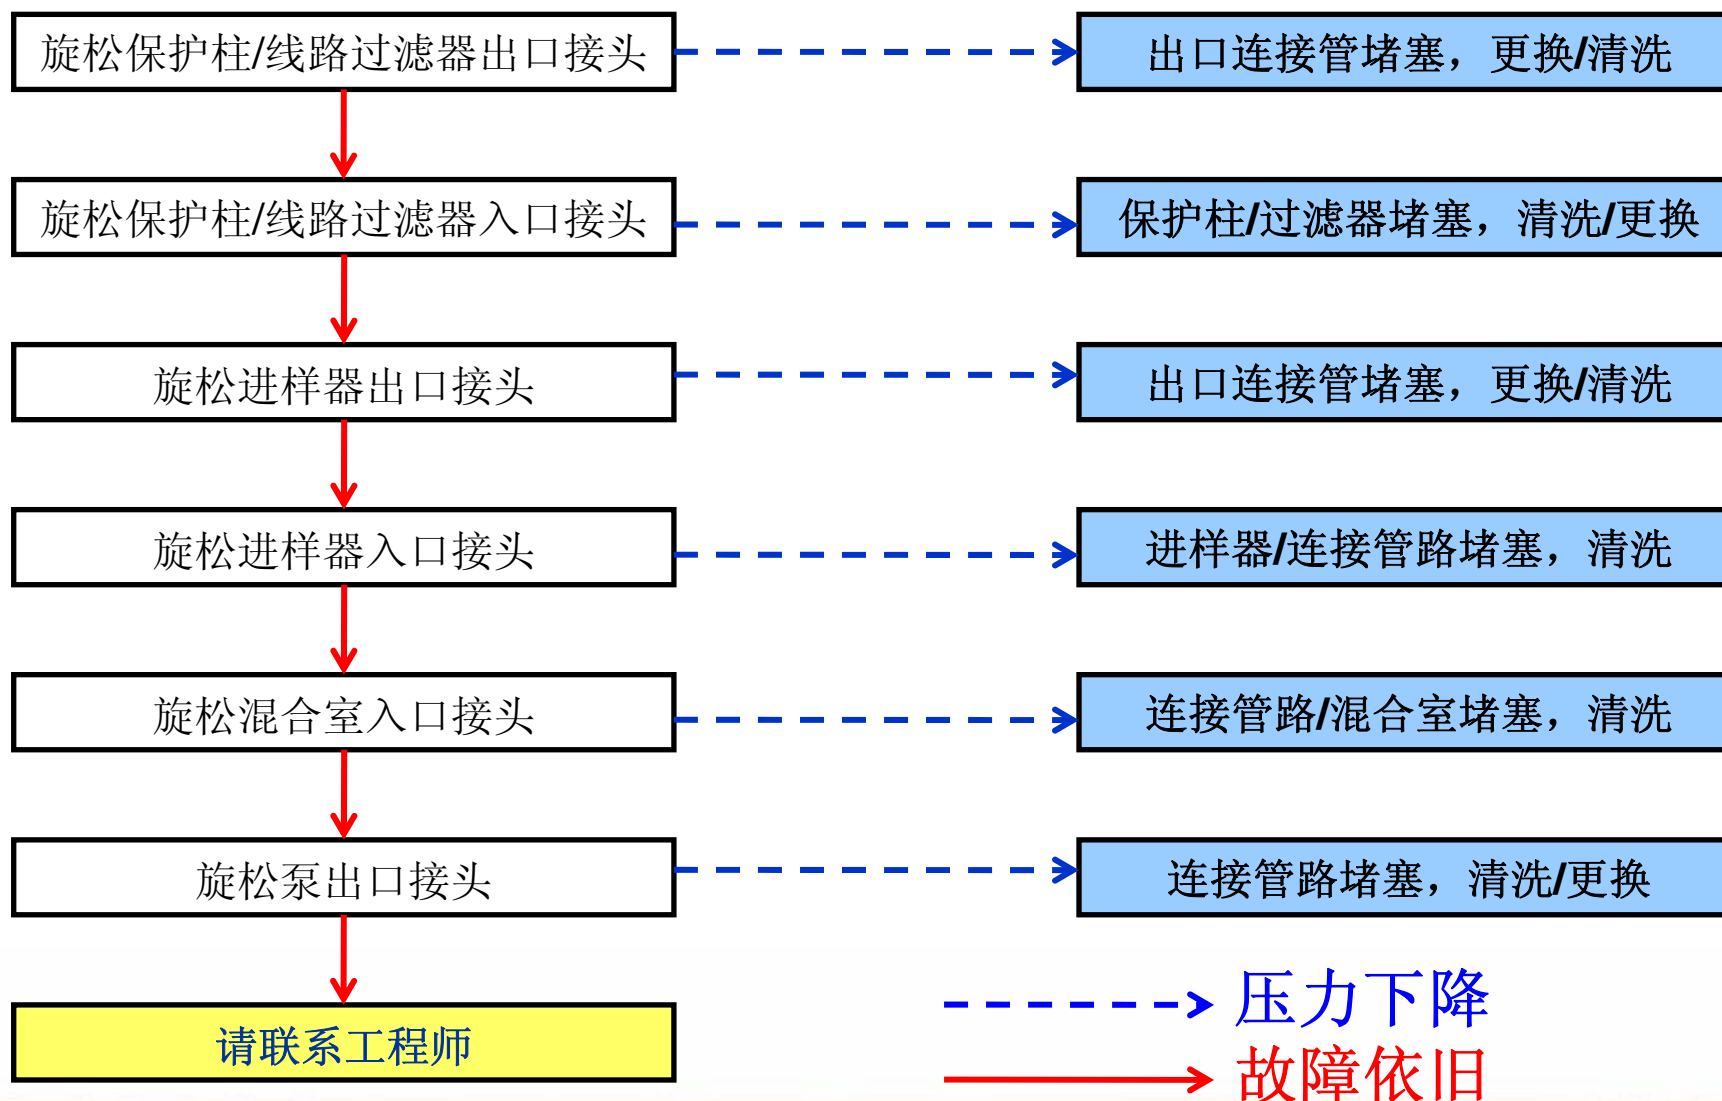 旋松保护柱/线路过滤器出口接头
出口连接管堵塞，更换/清洗
旋松保护柱/线路过滤器入口接头
保护柱/过滤器堵塞，清洗/更换
旋松进样器出口接头
出口连接管堵塞，更换/清洗
旋松进样器入口接头
进样器/连接管路堵塞，清洗
旋松混合室入口接头
连接管路/混合室堵塞，清洗
旋松泵出口接头
连接管路堵塞，清洗/更换
压力下降
请联系工程师
故障依旧